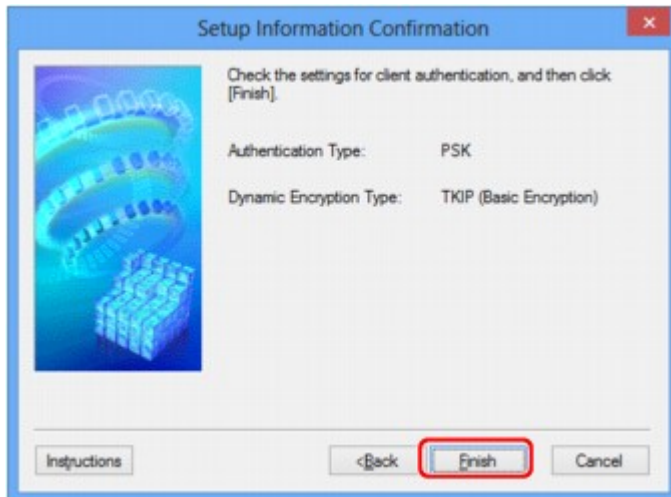 Setup Information Confirmation
Check the settings for client authentication, and then click
[Finish].
Authentication Type: PSK
Dynamic Encryption Type: TKIP (Basic Encryption)
Instructions <Back Finish Cancel